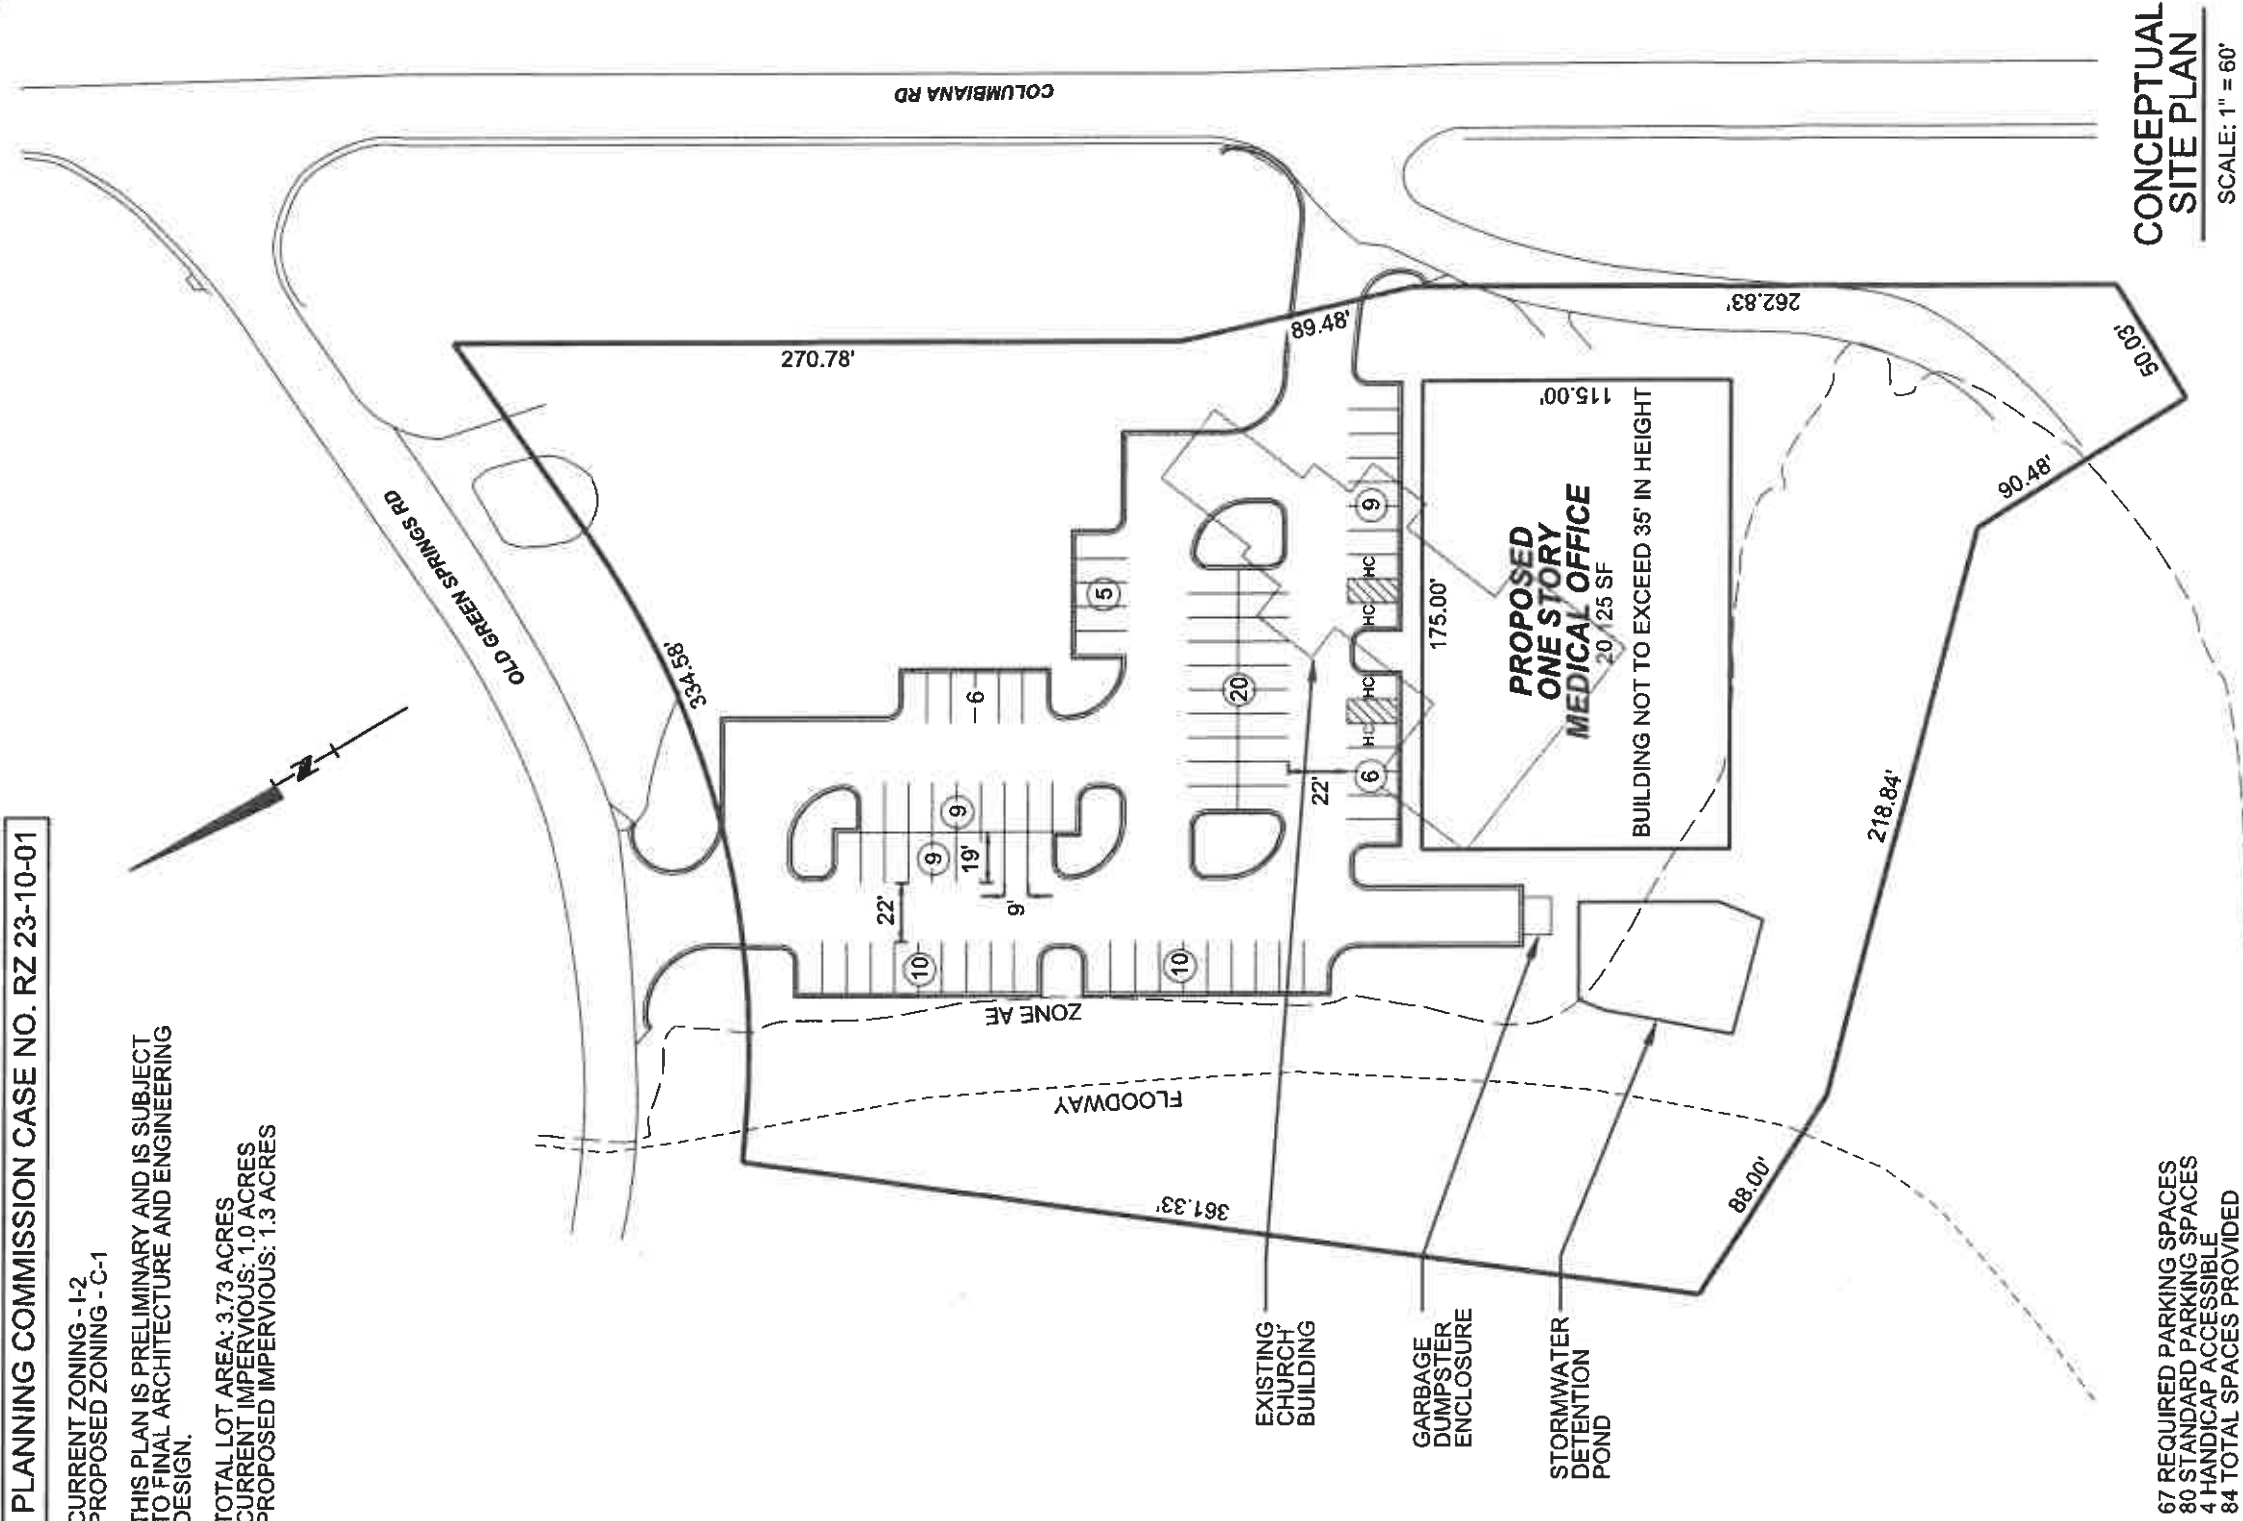 PLANNING COMMISSION CASE NO. RZ 23-10-01
CURRENT ZONING - I-2
PROPOSED ZONING - C-1
THIS PLAN IS PRELIMINARY AND IS SUBJECT
TO FINAL ARCHITECTURE AND ENGINEERING
DESIGN.
TOTAL LOT AREA: 3.73 ACRES
CURRENT IMPERVIOUS: 1.0 ACRES
PROPOSED IMPERVIOUS: 1.3 ACRES
N
OLD GREEN SPRINGS RD
COLUMBIANA RD
334.58'
270.78'
89.48'
262.83'
50.03'
90.48'
218.84'
88.00'
361.33'
6
5
20
9
9
9
22'
19'
9'
10
10
HC
HC
HC
HC
6
22'
ZONE AE
FLOODWAY
175.00'
115.00'
PROPOSED
ONE STORY
MEDICAL OFFICE
20,125 SF
BUILDING NOT TO EXCEED 35' IN HEIGHT
EXISTING
CHURCH
BUILDING
GARBAGE
DUMPSTER
ENCLOSURE
STORMWATER
DETENTION
POND
67 REQUIRED PARKING SPACES
80 STANDARD PARKING SPACES
4 HANDICAP ACCESSIBLE
84 TOTAL SPACES PROVIDED
CONCEPTUAL
SITE PLAN
SCALE: 1" = 60'